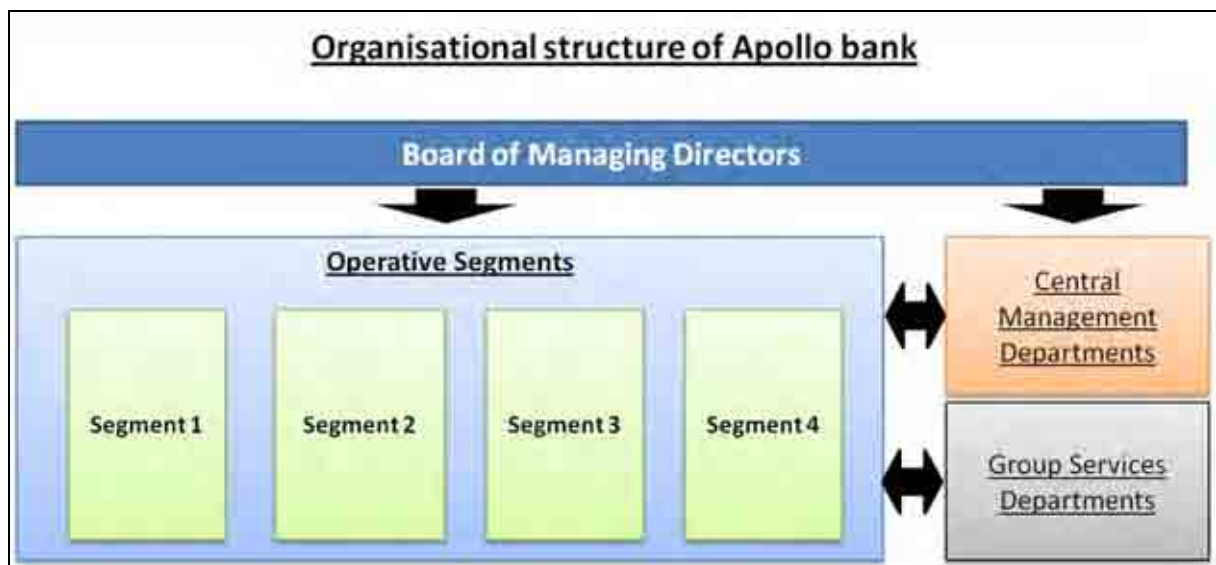 Organisational structure of Apollo bank
Board of Managing Directors
Operative Segments
Segment 1
Segment 2
Segment 3
Segment 4
Central
Management
Departments
Group Services
Departments